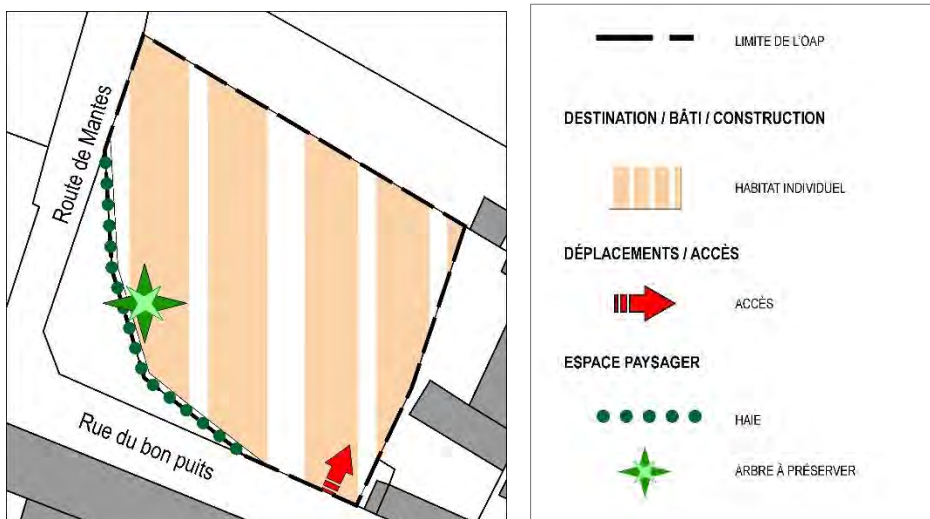 Route de Mantes
Rue du bon puits
LIMITE DE L'OAP
DESTINATION / BÂTI / CONSTRUCTION
HABITAT INDIVIDUEL
DÉPLACEMENTS / ACCÈS
ACCÈS
ESPACE PAYSAGER
HAIE
ARBRE À PRÉSERVER